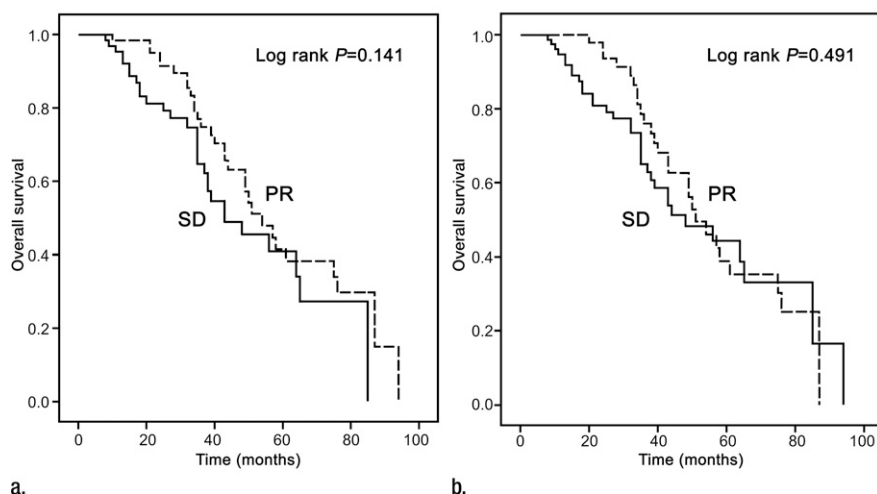 Log rank P=0.141
Overall survival
1.0
0.8
0.6
0.4
0.2
0.0
PR
SD
0 20 40 60 80 100
Time (months)
a.
Log rank P=0.491
Overall survival
1.0
0.8
0.6
0.4
0.2
0.0
PR
SD
0 20 40 60 80 100
Time (months)
b.